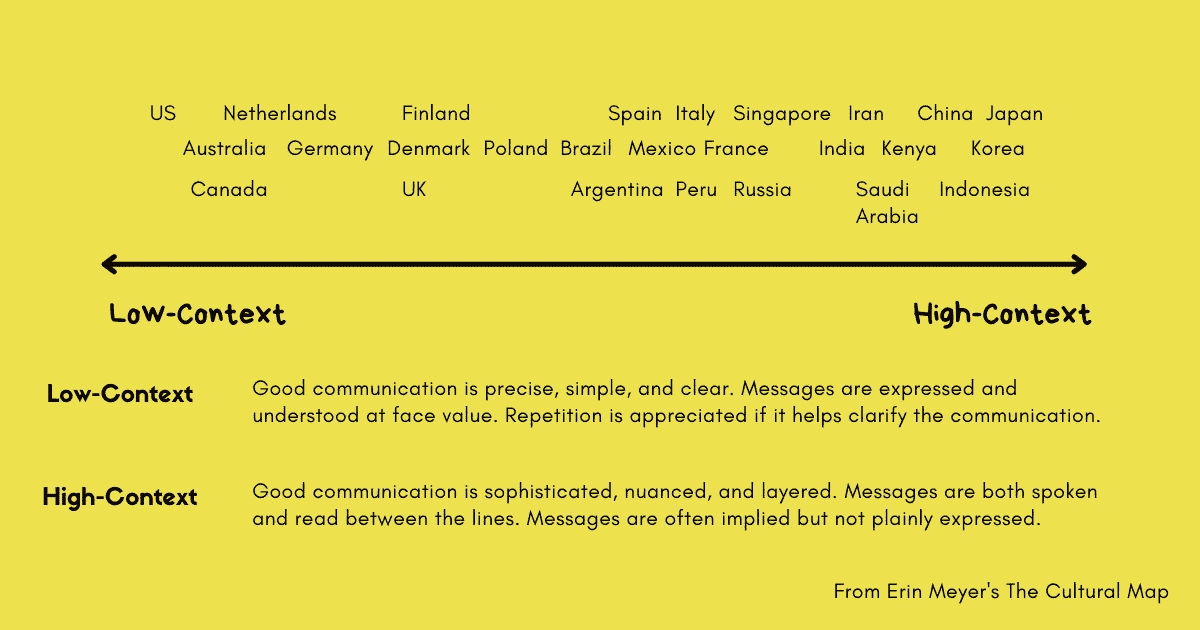 US Netherlands Finland Spain Italy Singapore Iran China Japan
Australia Germany Denmark Poland Brazil Mexico France India Kenya Korea
Canada UK Argentina Peru Russia Saudi Arabia Indonesia
Low-Context High-Context
Low-Context Good communication is precise, simple, and clear. Messages are expressed and
understood at face value. Repetition is appreciated if it helps clarify the communication.
High-Context Good communication is sophisticated, nuanced, and layered. Messages are both spoken
and read between the lines. Messages are often implied but not plainly expressed.
From Erin Meyer's The Cultural Map